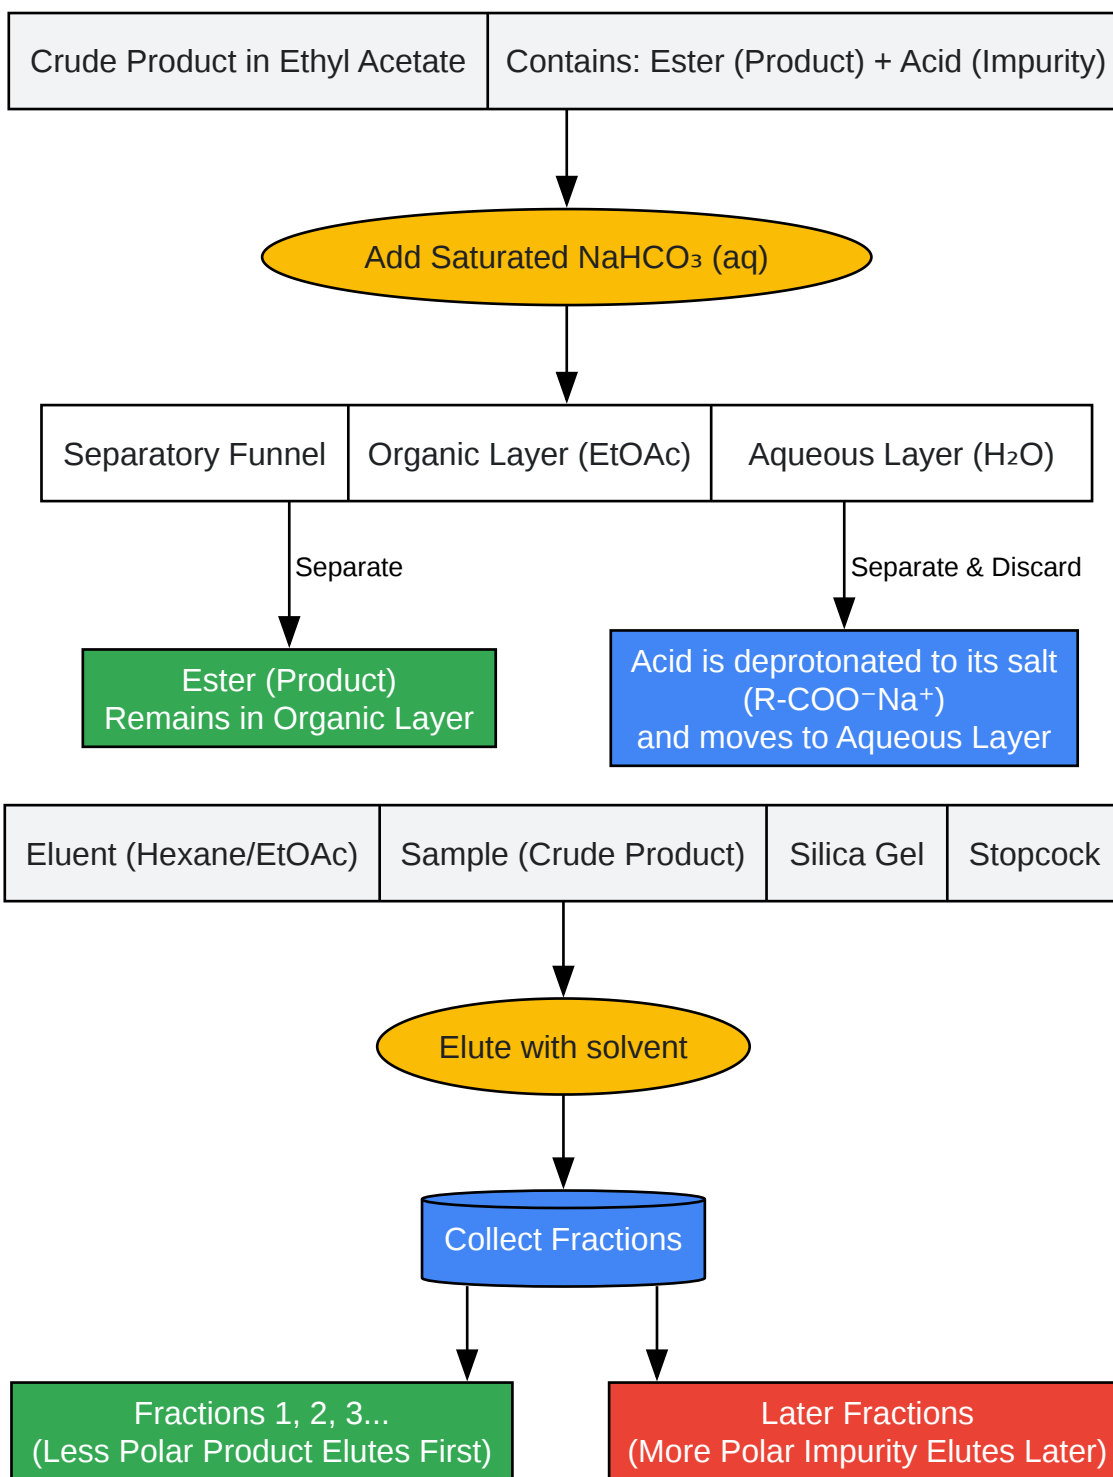 Crude Product in Ethyl Acetate
Contains: Ester (Product) + Acid (Impurity)
Add Saturated NaHCO₃ (aq)
Separatory Funnel
Organic Layer (EtOAc)
Aqueous Layer (H₂O)
Separate
Separate & Discard
Ester (Product)
Remains in Organic Layer
Acid is deprotonated to its salt
(R-COO⁻Na⁺)
and moves to Aqueous Layer
Eluent (Hexane/EtOAc)
Sample (Crude Product)
Silica Gel
Stopcock
Elute with solvent
Collect Fractions
Fractions 1, 2, 3...
(Less Polar Product Elutes First)
Later Fractions
(More Polar Impurity Elutes Later)